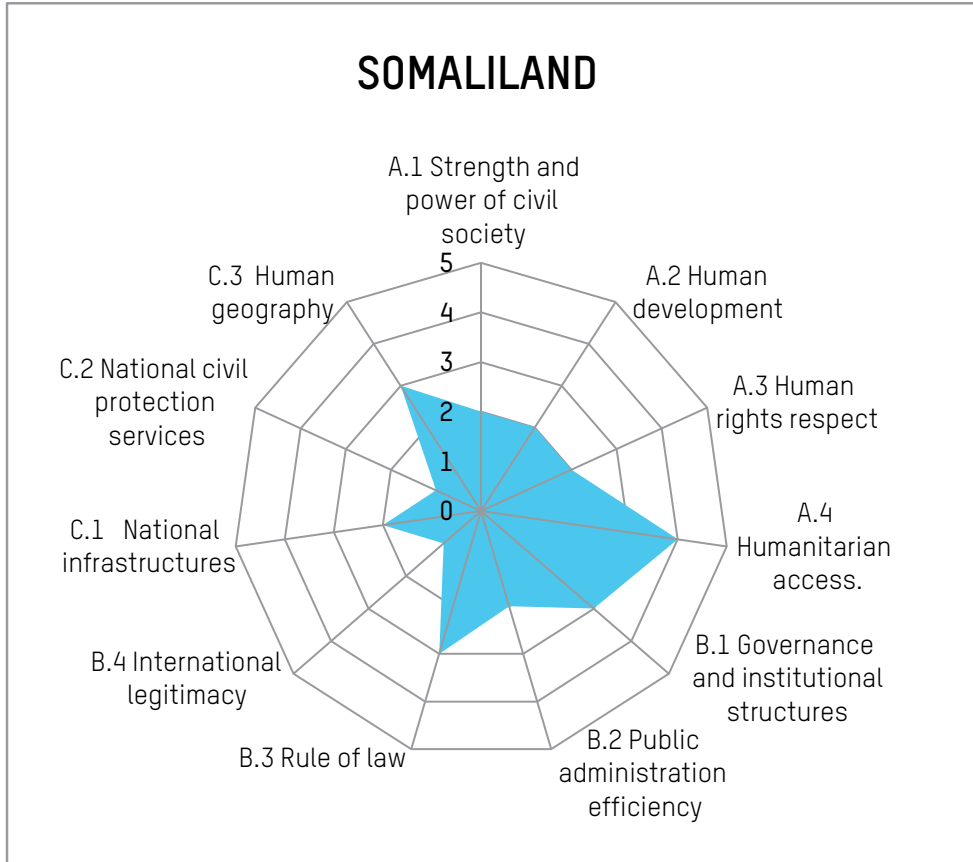 SOMALILAND
A.1 Strength and
power of civil
society
A.2 Human
development
A.3 Human
rights respect
A.4
Humanitarian
access.
B.1 Governance
and institutional
structures
B.2 Public
administration
efficiency
B.3 Rule of law
B.4 International
legitimacy
C.1 National
infrastructures
C.2 National civil
protection
services
C.3 Human
geography
5
4
3
2
1
0